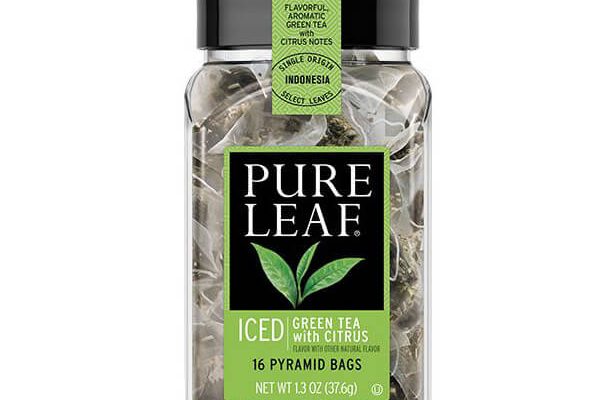 FLAVORFUL,
AROMATIC
GREEN TEA
with
CITRUS NOTES
SINGLE ORIGIN
INDONESIA
SELECT LEAVES
PURE
LEAF®
ICED
GREEN TEA
with CITRUS
FLAVOR WITH OTHER NATURAL FLAVOR
16 PYRAMID BAGS
NET WT 1.3 OZ (37.6g) U